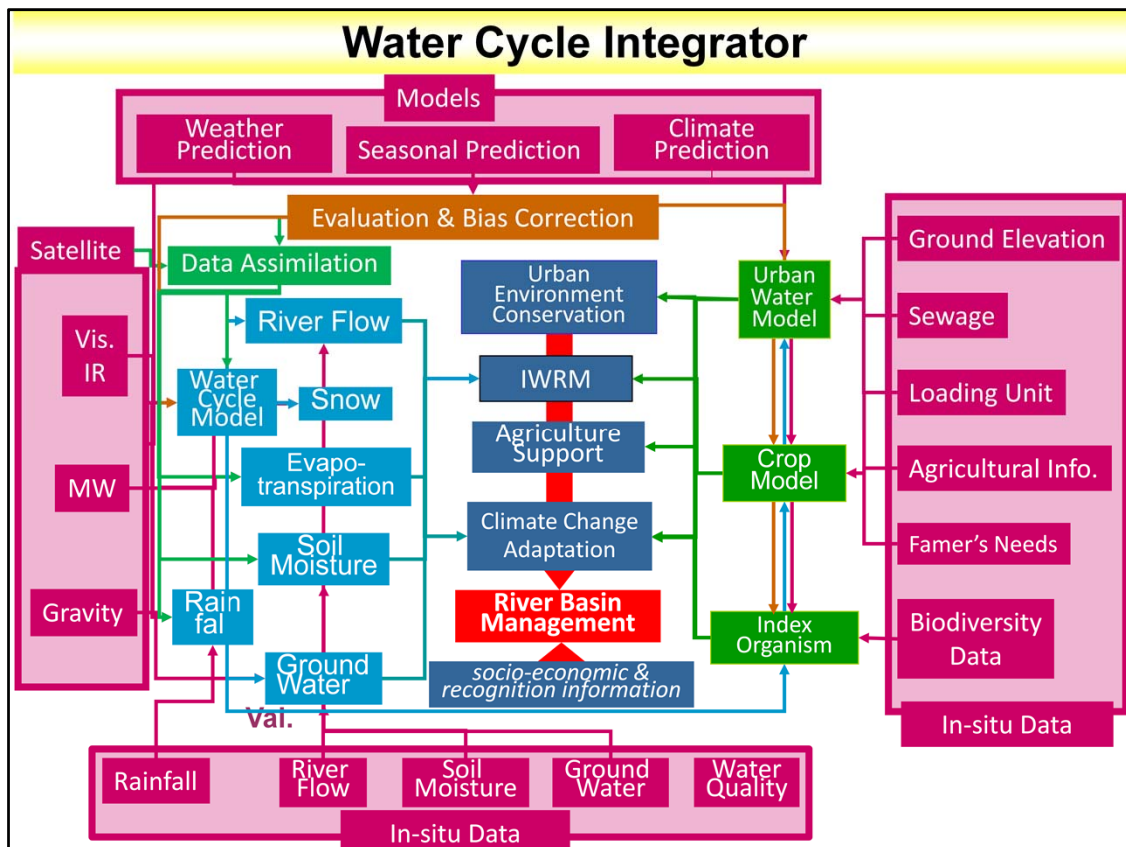 Water Cycle Integrator
Models
Weather
Prediction
Seasonal Prediction
Climate
Prediction
Evaluation & Bias Correction
Satellite
Data Assimilation
Vis.
IR
MW
Gravity
River Flow
Water
Cycle
Model
Snow
Evapo-
transpiration
Soil
Moisture
Rain
fal
Ground
Water
Val.
Urban
Environment
Conservation
IWRM
Agriculture
Support
Climate Change
Adaptation
River Basin
Management
socio-economic &
recognition information
Urban
Water
Model
Crop
Model
Index
Organism
Ground Elevation
Sewage
Loading Unit
Agricultural Info.
Famer's Needs
Biodiversity
Data
In-situ Data
Rainfall
River
Flow
Soil
Moisture
Ground
Water
Water
Quality
In-situ Data